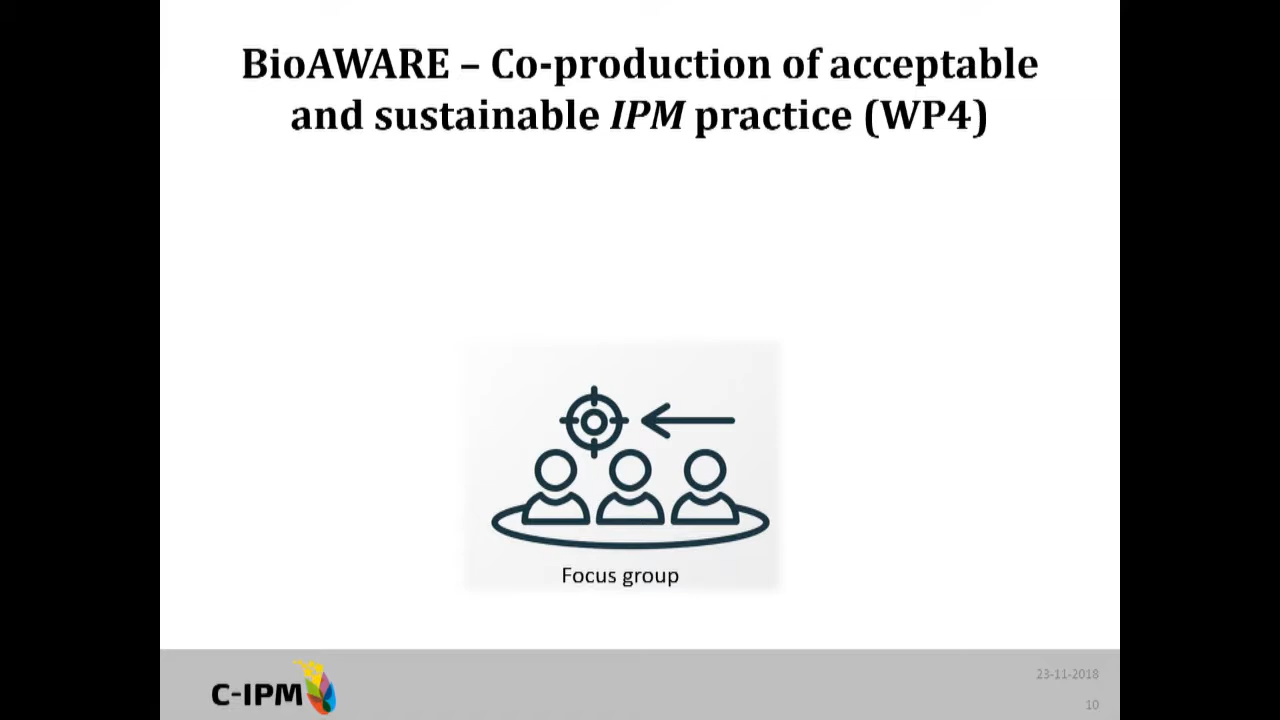 BioAWARE – Co-production of acceptable
and sustainable IPM practice (WP4)
Focus group
C-IPM
23-11-2018
10